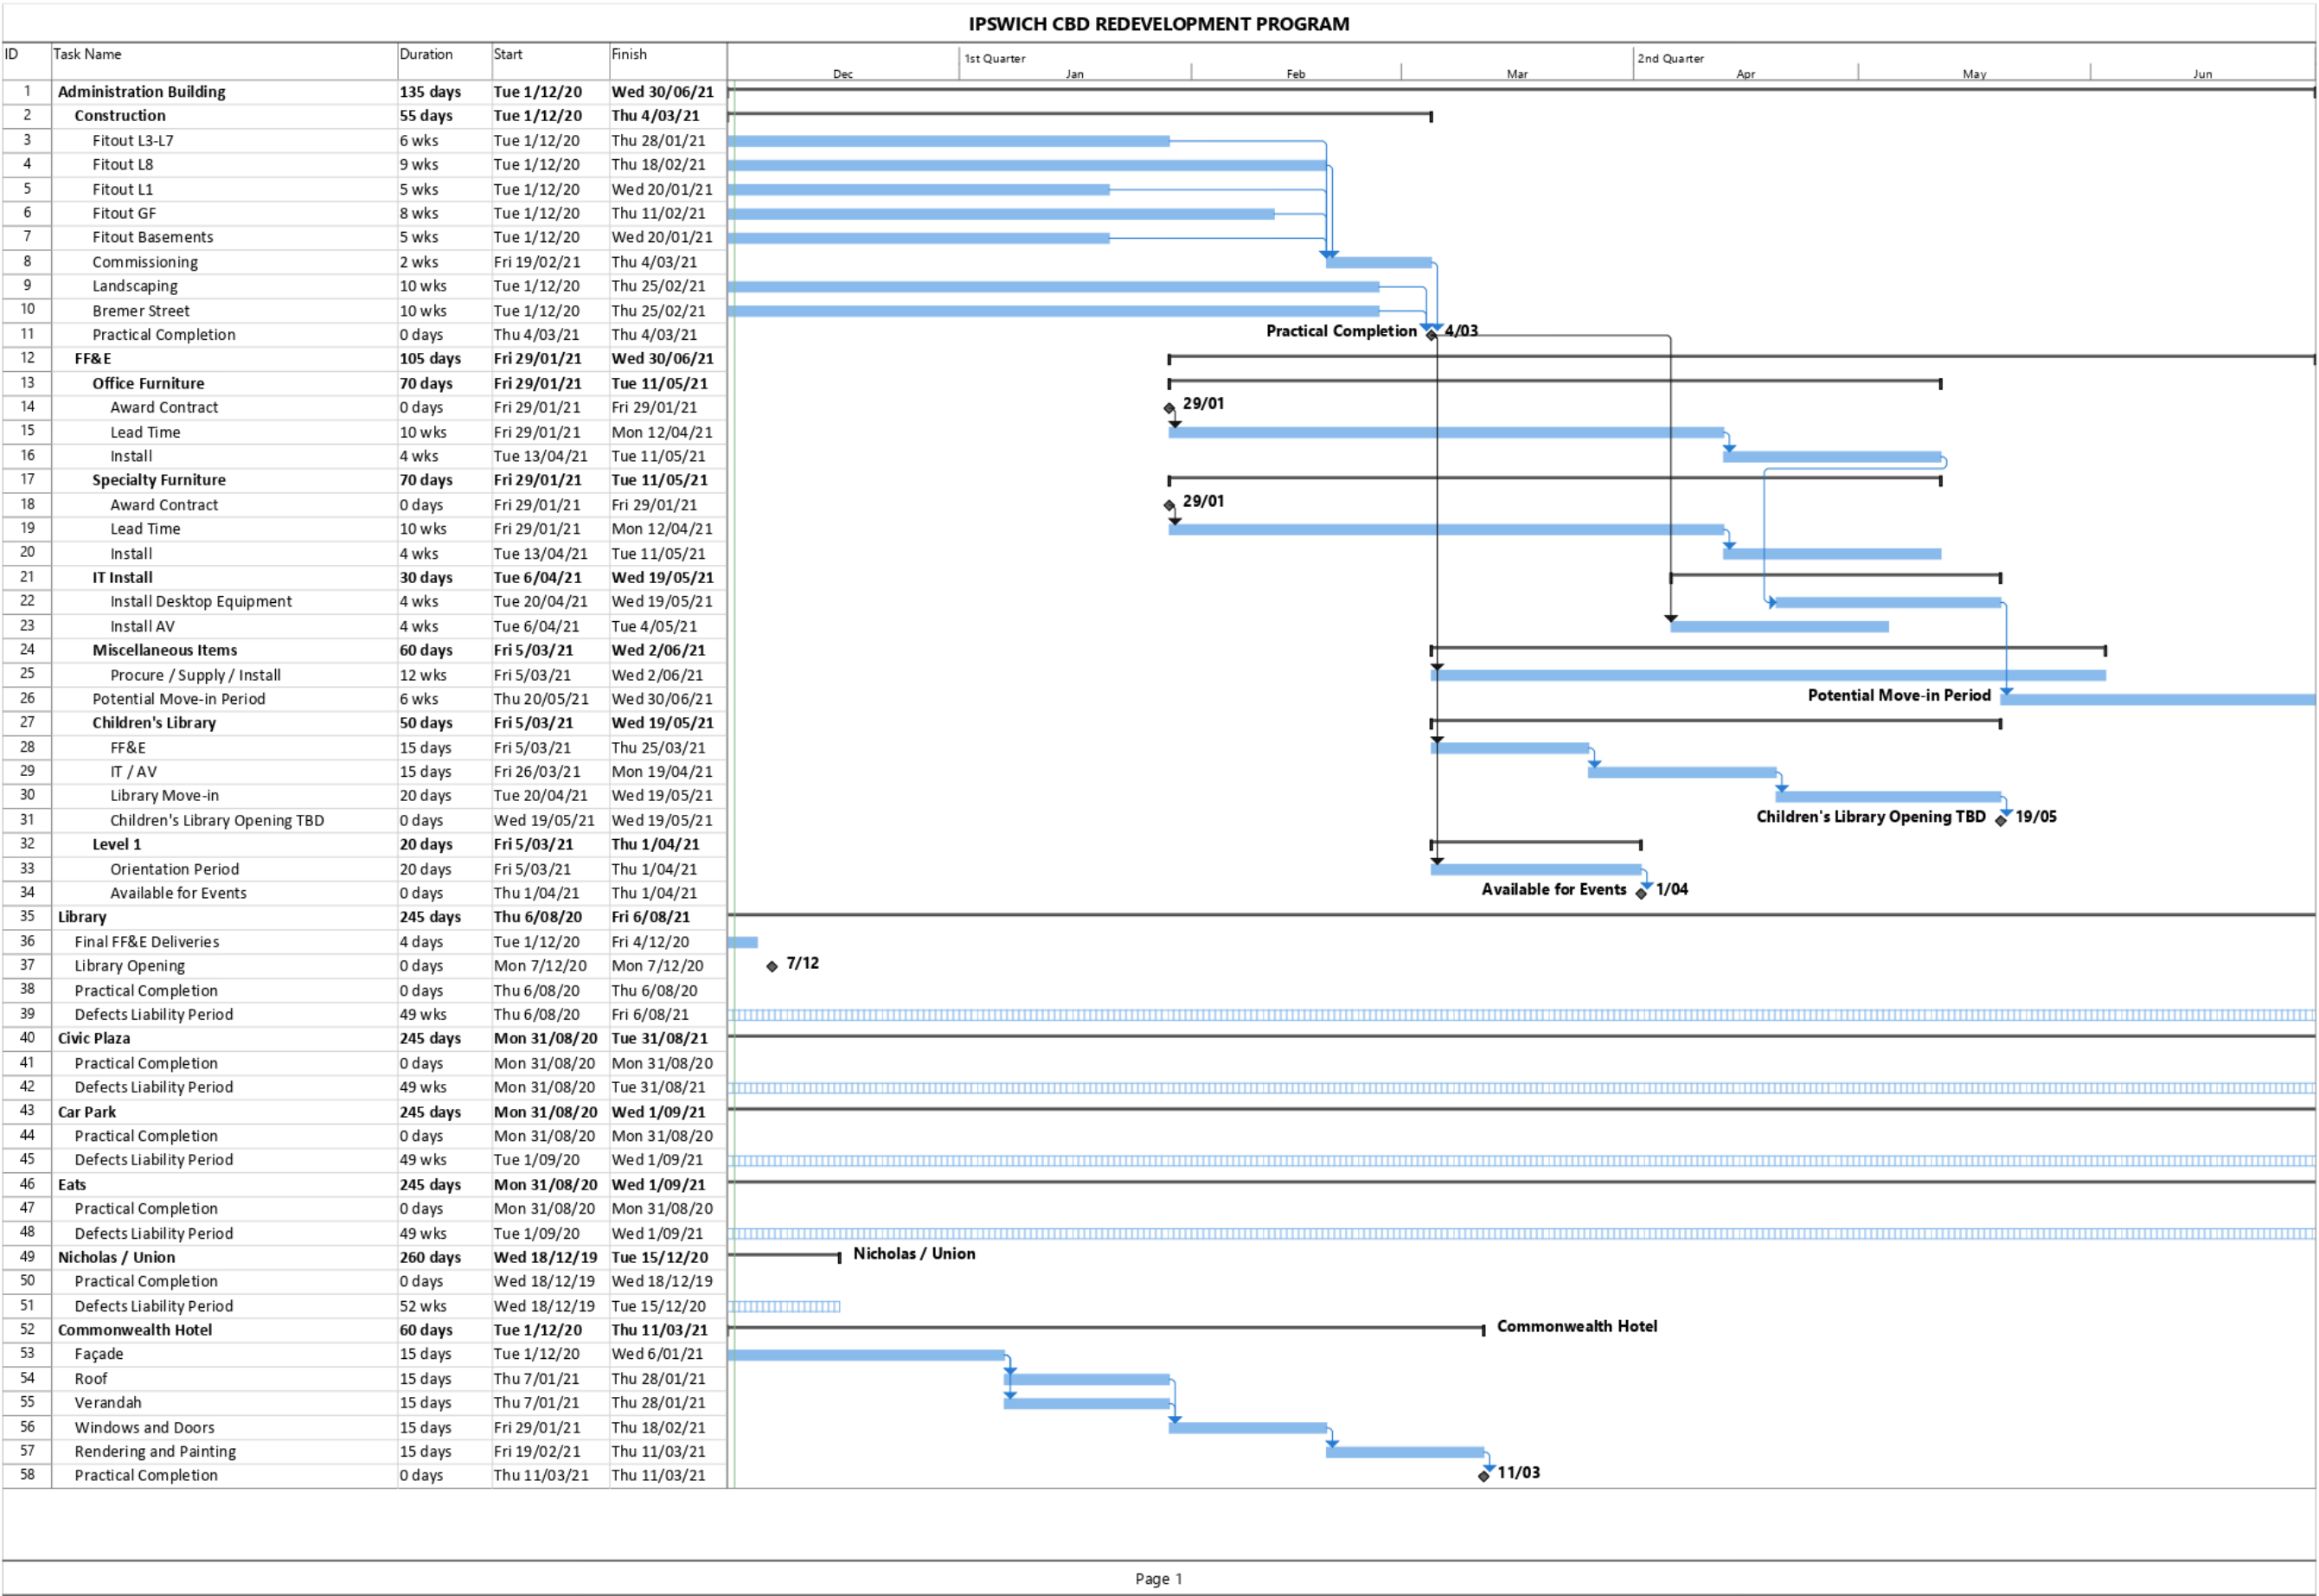 IPSWICH CBD REDEVELOPMENT PROGRAM
ID Task Name Duration Start Finish 1st Quarter 2nd Quarter
Dec Jan Feb Mar Apr May Jun
1 Administration Building 135 days Tue 1/12/20 Wed 30/06/21
2 Construction 55 days Tue 1/12/20 Thu 4/03/21
3 Fitout L3-L7 6 wks Tue 1/12/20 Thu 28/01/21
4 Fitout L8 9 wks Tue 1/12/20 Thu 18/02/21
5 Fitout L1 5 wks Tue 1/12/20 Wed 20/01/21
6 Fitout GF 8 wks Tue 1/12/20 Thu 11/02/21
7 Fitout Basements 5 wks Tue 1/12/20 Wed 20/01/21
8 Commissioning 2 wks Fri 19/02/21 Thu 4/03/21
9 Landscaping 10 wks Tue 1/12/20 Thu 25/02/21
10 Bremer Street 10 wks Tue 1/12/20 Thu 25/02/21
11 Practical Completion 0 days Thu 4/03/21 Thu 4/03/21 Practical Completion 4/03
12 FF&E 105 days Fri 29/01/21 Wed 30/06/21
13 Office Furniture 70 days Fri 29/01/21 Tue 11/05/21
14 Award Contract 0 days Fri 29/01/21 Fri 29/01/21 29/01
15 Lead Time 10 wks Fri 29/01/21 Mon 12/04/21
16 Install 4 wks Tue 13/04/21 Tue 11/05/21
17 Specialty Furniture 70 days Fri 29/01/21 Tue 11/05/21
18 Award Contract 0 days Fri 29/01/21 Fri 29/01/21 29/01
19 Lead Time 10 wks Fri 29/01/21 Mon 12/04/21
20 Install 4 wks Tue 13/04/21 Tue 11/05/21
21 IT Install 30 days Tue 6/04/21 Wed 19/05/21
22 Install Desktop Equipment 4 wks Tue 20/04/21 Wed 19/05/21
23 Install AV 4 wks Tue 6/04/21 Tue 4/05/21
24 Miscellaneous Items 60 days Fri 5/03/21 Wed 2/06/21
25 Procure / Supply / Install 12 wks Fri 5/03/21 Wed 2/06/21
26 Potential Move-in Period 6 wks Thu 20/05/21 Wed 30/06/21 Potential Move-in Period
27 Children's Library 50 days Fri 5/03/21 Wed 19/05/21
28 FF&E 15 days Fri 5/03/21 Thu 25/03/21
29 IT / AV 15 days Fri 26/03/21 Mon 19/04/21
30 Library Move-in 20 days Tue 20/04/21 Wed 19/05/21
31 Children's Library Opening TBD 0 days Wed 19/05/21 Wed 19/05/21 Children's Library Opening TBD 19/05
32 Level 1 20 days Fri 5/03/21 Thu 1/04/21
33 Orientation Period 20 days Fri 5/03/21 Thu 1/04/21
34 Available for Events 0 days Thu 1/04/21 Thu 1/04/21 Available for Events 1/04
35 Library 245 days Thu 6/08/20 Fri 6/08/21
36 Final FF&E Deliveries 4 days Tue 1/12/20 Fri 4/12/20
37 Library Opening 0 days Mon 7/12/20 Mon 7/12/20 7/12
38 Practical Completion 0 days Thu 6/08/20 Thu 6/08/20
39 Defects Liability Period 49 wks Thu 6/08/20 Fri 6/08/21
40 Civic Plaza 245 days Mon 31/08/20 Tue 31/08/21
41 Practical Completion 0 days Mon 31/08/20 Mon 31/08/20
42 Defects Liability Period 49 wks Mon 31/08/20 Tue 31/08/21
43 Car Park 245 days Mon 31/08/20 Wed 1/09/21
44 Practical Completion 0 days Mon 31/08/20 Mon 31/08/20
45 Defects Liability Period 49 wks Tue 1/09/20 Wed 1/09/21
46 Eats 245 days Mon 31/08/20 Wed 1/09/21
47 Practical Completion 0 days Mon 31/08/20 Mon 31/08/20
48 Defects Liability Period 49 wks Tue 1/09/20 Wed 1/09/21
49 Nicholas / Union 260 days Wed 18/12/19 Tue 15/12/20 Nicholas / Union
50 Practical Completion 0 days Wed 18/12/19 Wed 18/12/19
51 Defects Liability Period 52 wks Wed 18/12/19 Tue 15/12/20
52 Commonwealth Hotel 60 days Tue 1/12/20 Thu 11/03/21 Commonwealth Hotel
53 Façade 15 days Tue 1/12/20 Wed 6/01/21
54 Roof 15 days Thu 7/01/21 Thu 28/01/21
55 Verandah 15 days Thu 7/01/21 Thu 28/01/21
56 Windows and Doors 15 days Fri 29/01/21 Thu 18/02/21
57 Rendering and Painting 15 days Fri 19/02/21 Thu 11/03/21
58 Practical Completion 0 days Thu 11/03/21 Thu 11/03/21 11/03
Page 1